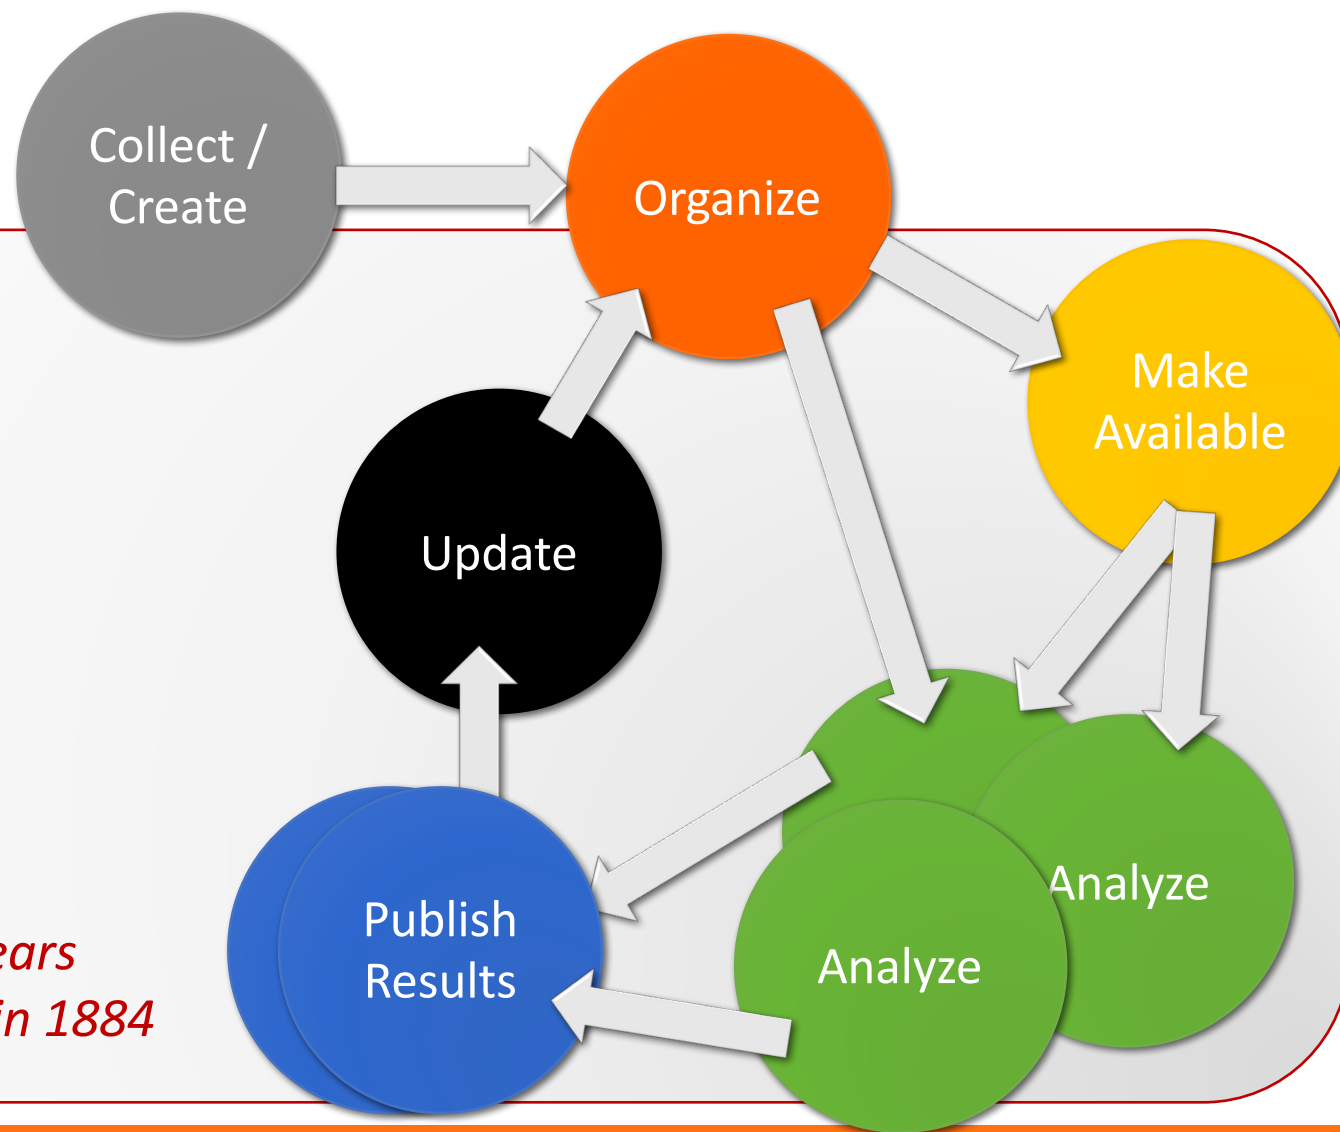 Collect /
Create
Organize
Make
Available
Update
Analyze
Analyze
Publish
Results
ears
in 1884